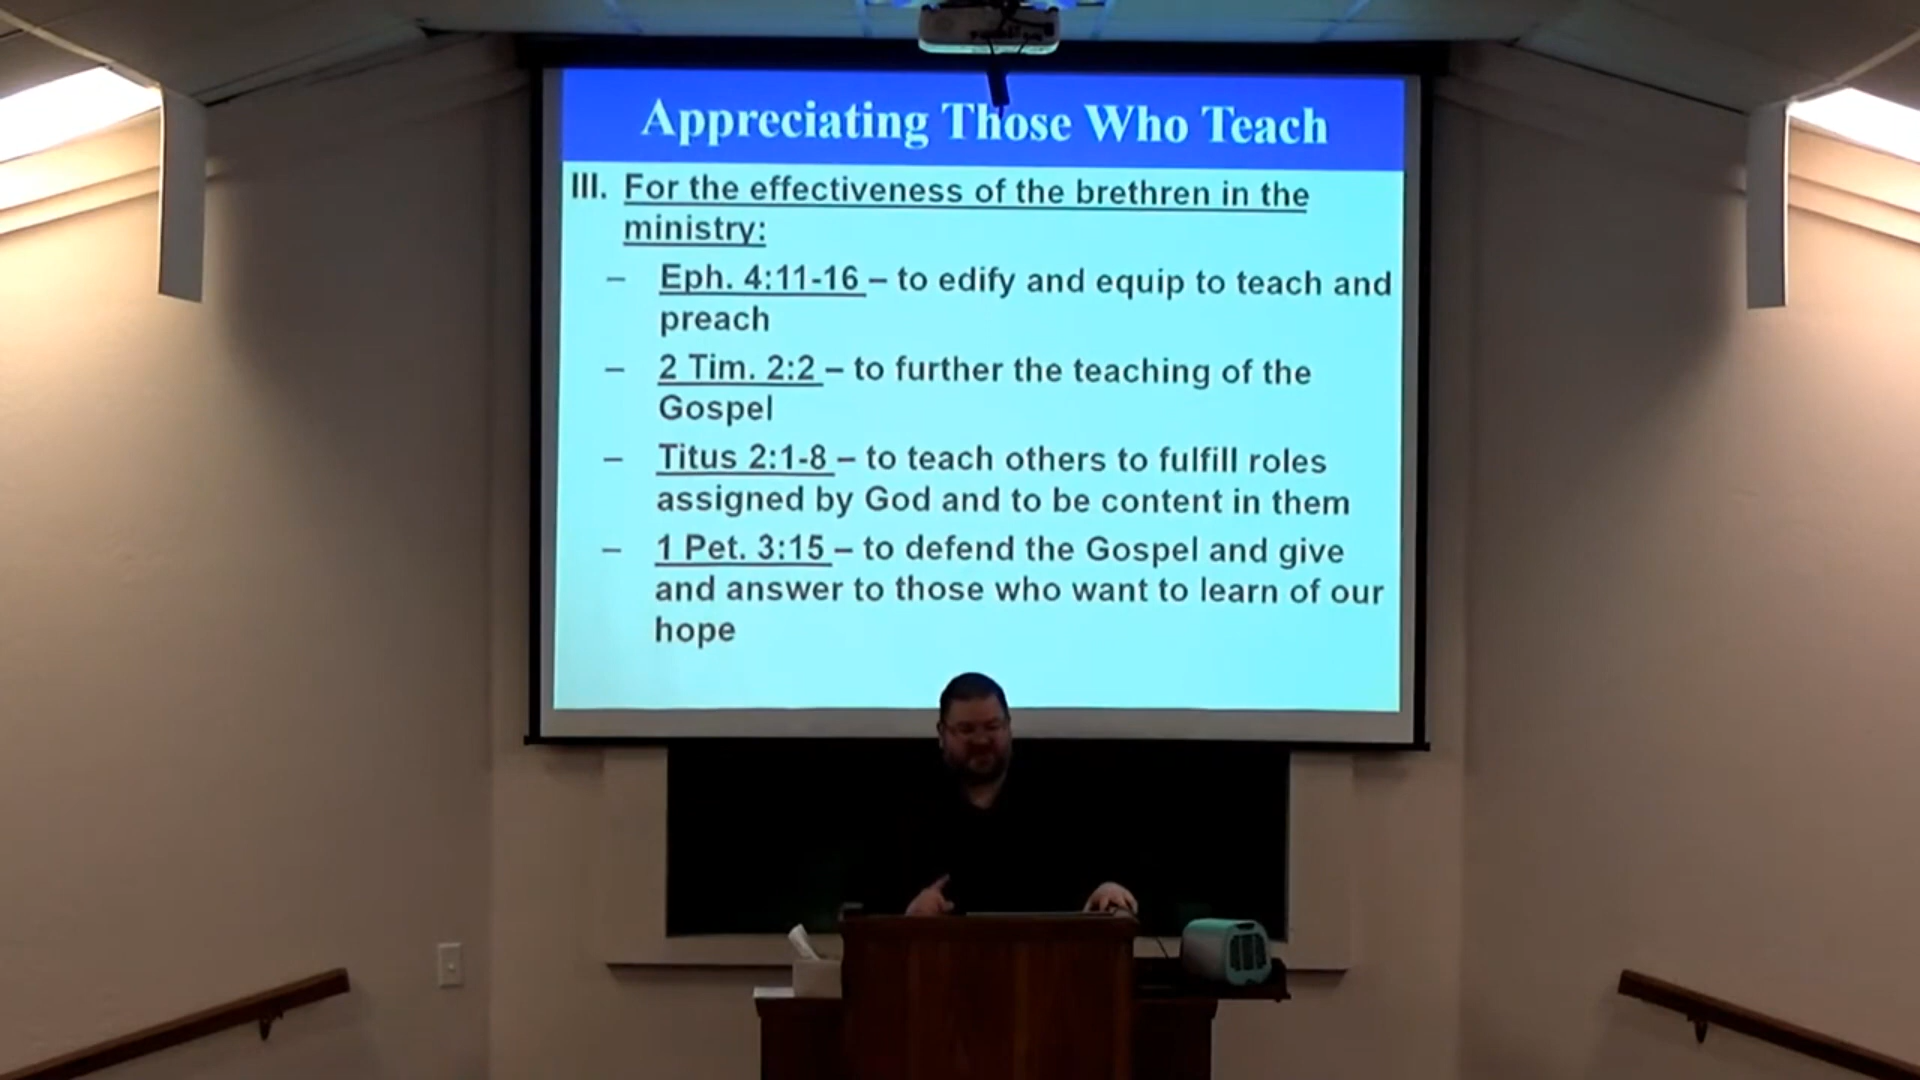 Appreciating Those Who Teach
III. For the effectiveness of the brethren in the
ministry:
– Eph. 4:11-16 – to edify and equip to teach and
preach
– 2 Tim. 2:2 – to further the teaching of the
Gospel
– Titus 2:1-8 – to teach others to fulfill roles
assigned by God and to be content in them
– 1 Pet. 3:15 – to defend the Gospel and give
and answer to those who want to learn of our
hope